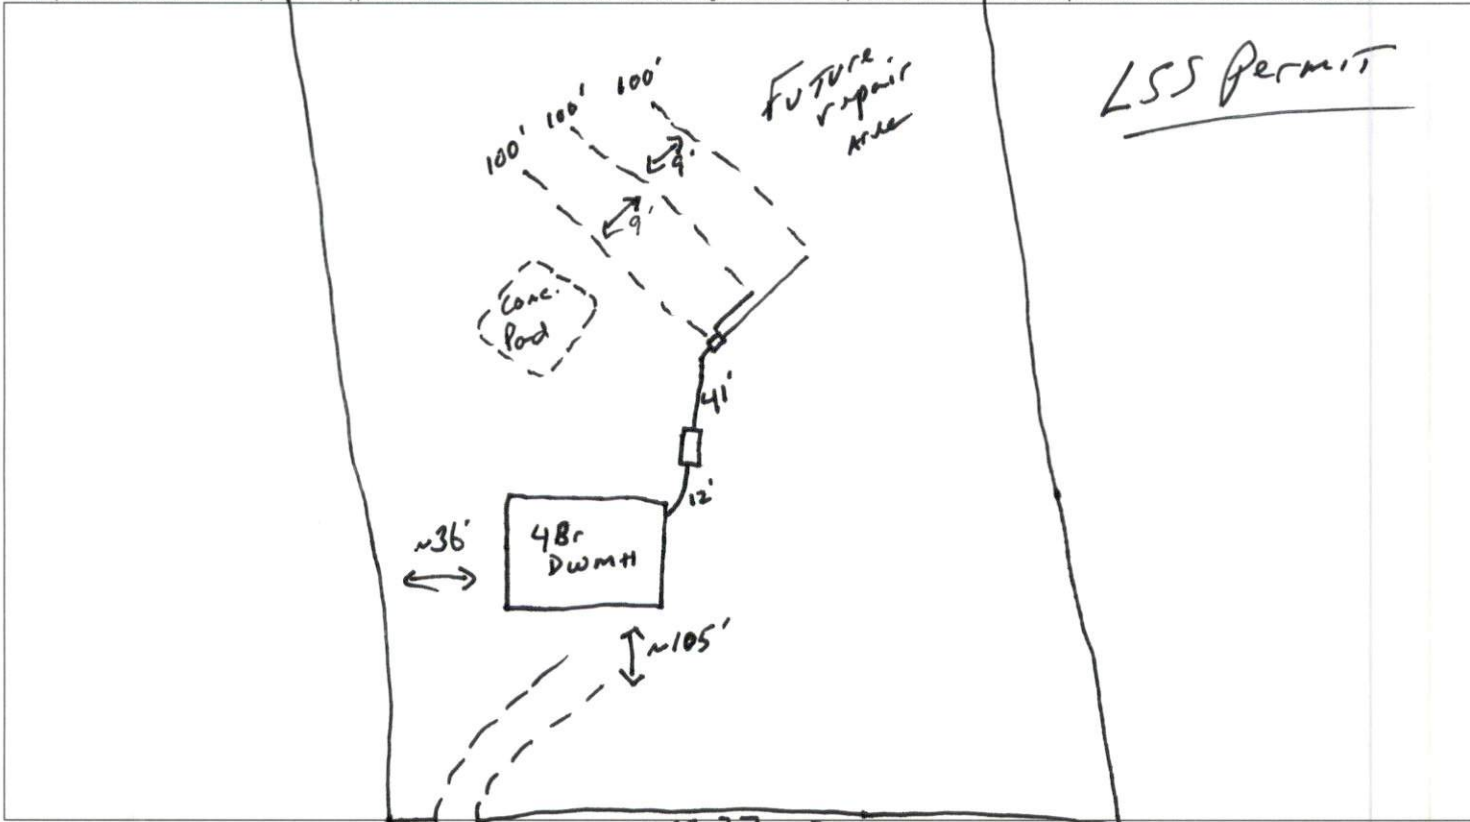 LSS Permit
Future
repair
area
100'
100'
100'
9'
9'
Conc.
Pad
41'
12'
4Br
DWMH
~36'
~105'